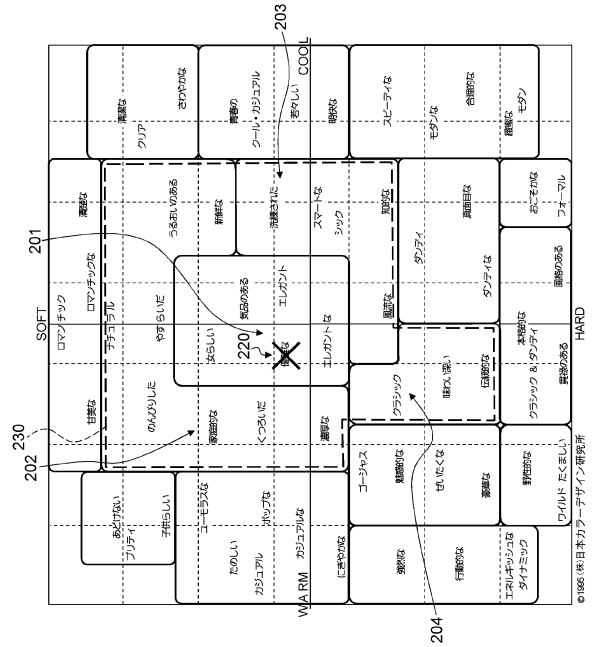 202
230
201
SOFT
ロマンチック
甘美な
ロマンチックな
清楚な
あどけない
プリティ
ナチュラル
清潔な
クリア
子供らしい
のんびりした
やすらいだ
うるおいのある
さわやかな
ユーモラスな
家庭的な
女らしい
新鮮な
たのしい
カジュアル
くつろいだ
220
気品のある
エレガント
青春の
クール・カジュアル
ポップな
洗練された
203
若々しい
WARM
カジュアルな
スマートな
COOL
濃厚な
エレガントな
シック
明快な
にぎやかな
ゴージャス
風流な
知的な
スピーディな
強烈な
魅惑的な
クラシック
ダンディ
モダンな
204
ぜいたくな
味わい深い
行動的な
豪華な
伝統的な
ダンディな
真面目な
合理的な
エネルギッシュな
ダイナミック
野性的な
本格的な
クラシック & ダンディ
緻密な
モダン
おごそかな
ワイルド
たくましい
貫禄のある
風格のある
フォーマル
HARD
©1995(株)日本カラーデザイン研究所